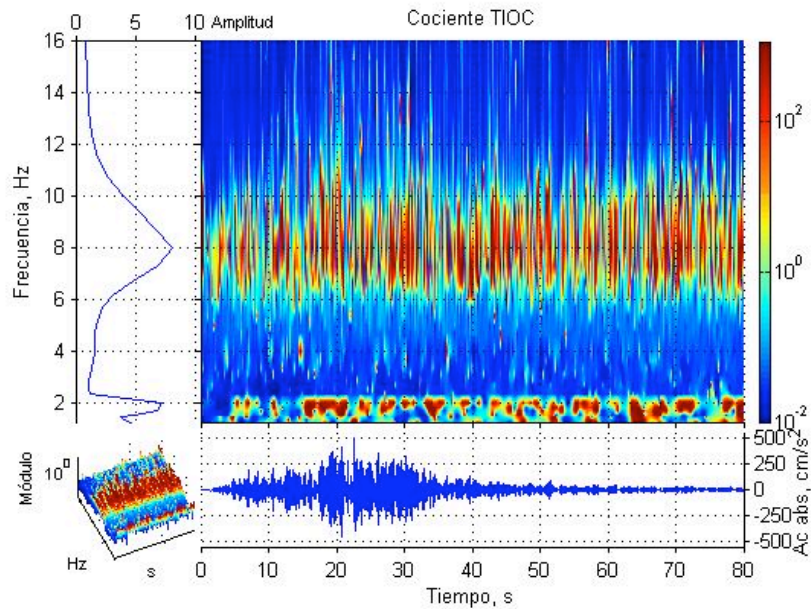 0 5 10 Amplitud
Cociente TIOC
16
14
12
10
8
6
4
2
Frecuencia, Hz
10^2
10^0
10^-2
Módulo
10^0
Hz
s
500
250
0
-250
-500
Ac abs, cm/s^2
0 10 20 30 40 50 60 70 80
Tiempo, s